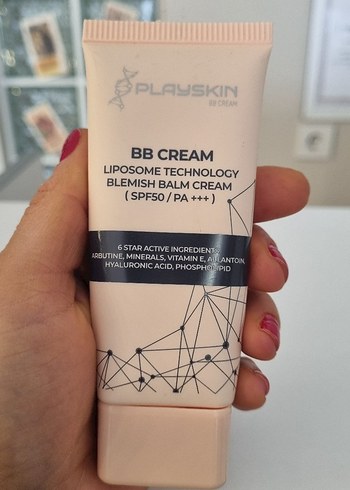 PLAYSKIN
BB CREAM
BB CREAM
LIPOSOME TECHNOLOGY
BLEMISH BALM CREAM
( SPF50 / PA +++ )
6 STAR ACTIVE INGREDIENTS
ARBUTINE, MINERALS, VITAMIN E, ALLANTOIN,
HYALURONIC ACID, PHOSPHOLIPID